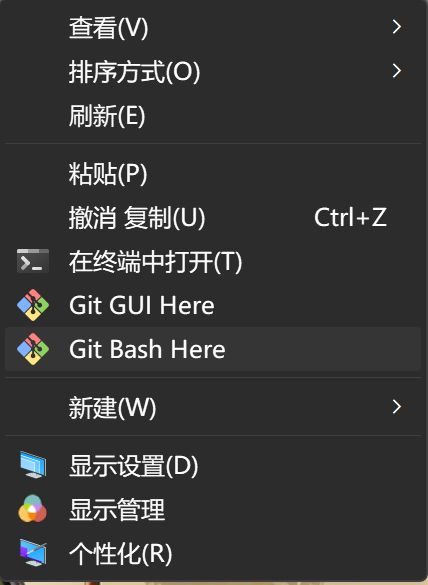 查看(V)
排序方式(O)
刷新(E)
粘贴(P)
撤消 复制(U) Ctrl+Z
在终端中打开(T)
Git GUI Here
Git Bash Here
新建(W)
显示设置(D)
显示管理
个性化(R)